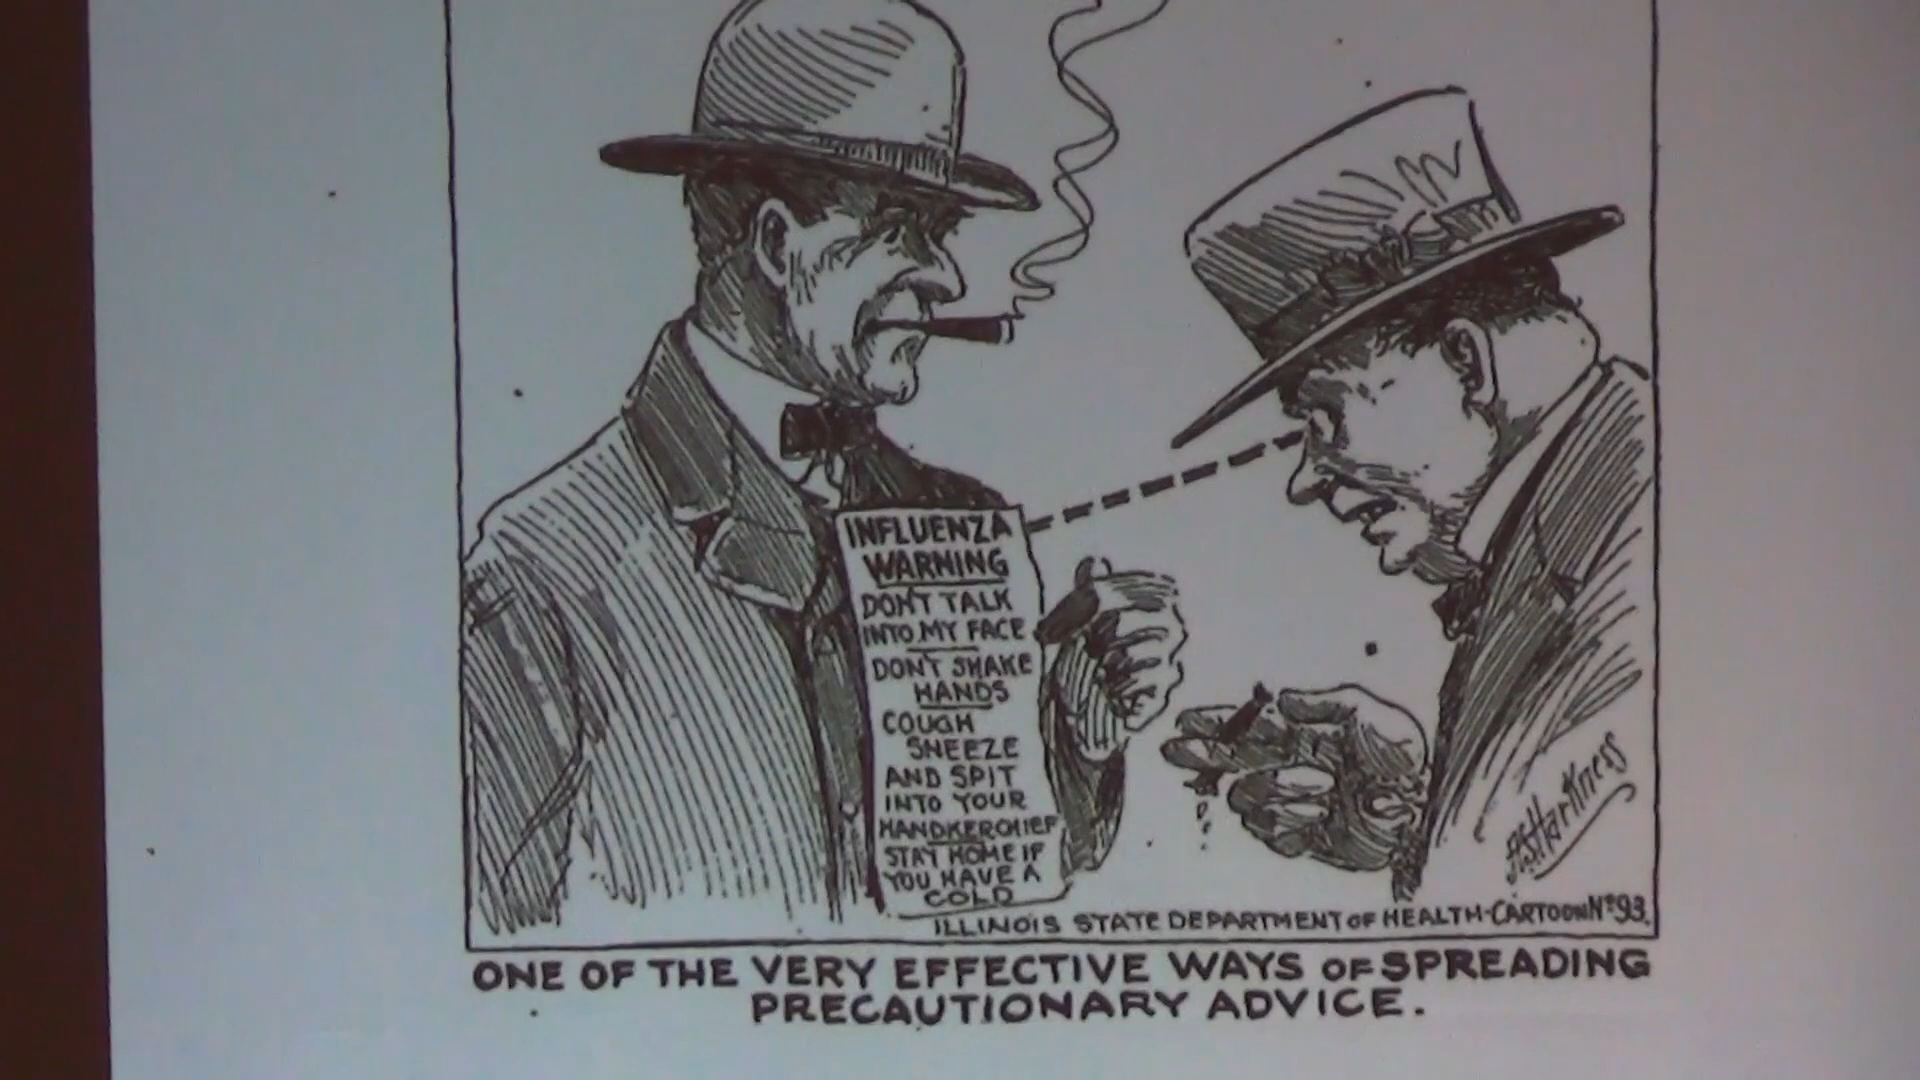 INFLUENZA
WARNING
DON'T TALK
INTO MY FACE
DON'T SHAKE
HANDS
COUGH
SNEEZE
AND SPIT
INTO YOUR
HANDKERCHIEF
STAY HOME IF
YOU HAVE A
COLD
Harkness
ILLINOIS STATE DEPARTMENT OF HEALTH-CARTOON Nº 93.
ONE OF THE VERY EFFECTIVE WAYS OF SPREADING
PRECAUTIONARY ADVICE.